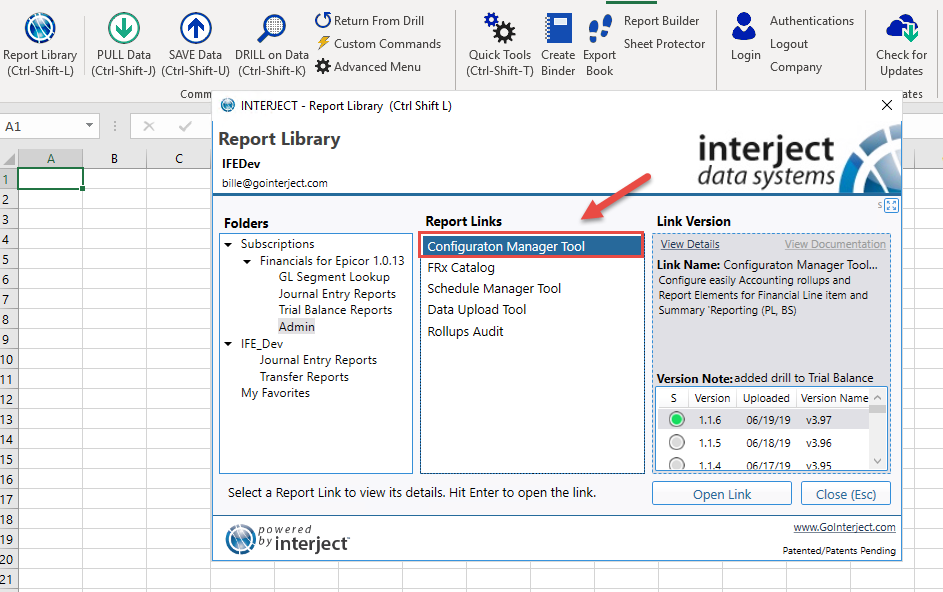 Report Library
(Ctrl-Shift-L)
PULL Data
(Ctrl-Shift-J)
SAVE Data
(Ctrl-Shift-U)
DRILL on Data
(Ctrl-Shift-K)
Return From Drill
Custom Commands
Advanced Menu
Quick Tools
(Ctrl-Shift-T)
Create
Binder
Export
Book
Report Builder
Sheet Protector
Login
Authentications
Logout
Company
Check for
Updates
Comm
ates
A1
A
B
C
1
2
3
4
5
6
7
8
9
10
11
12
13
14
15
16
17
18
19
20
21
INTERJECT - Report Library (Ctrl Shift L)
Report Library
IFEDev
bille@gointerject.com
interject
data systems
S
Folders
Subscriptions
Financials for Epicor 1.0.13
GL Segment Lookup
Journal Entry Reports
Trial Balance Reports
Admin
IFE_Dev
Journal Entry Reports
Transfer Reports
My Favorites
Report Links
Configuraton Manager Tool
FRx Catalog
Schedule Manager Tool
Data Upload Tool
Rollups Audit
Link Version
View Details View Documentation
Link Name: Configuraton Manager Tool...
Configure easily Accounting rollups and
Report Elements for Financial Line item and
Summary 'Reporting (PL, BS)
Version Note: added drill to Trial Balance
S Version Uploaded Version Name
1.1.6 06/19/19 v3.97
1.1.5 06/18/19 v3.96
1.1.4 06/17/19 v3.95
Select a Report Link to view its details. Hit Enter to open the link.
Open Link
Close (Esc)
powered
by interject
www.GoInterject.com
Patented/Patents Pending